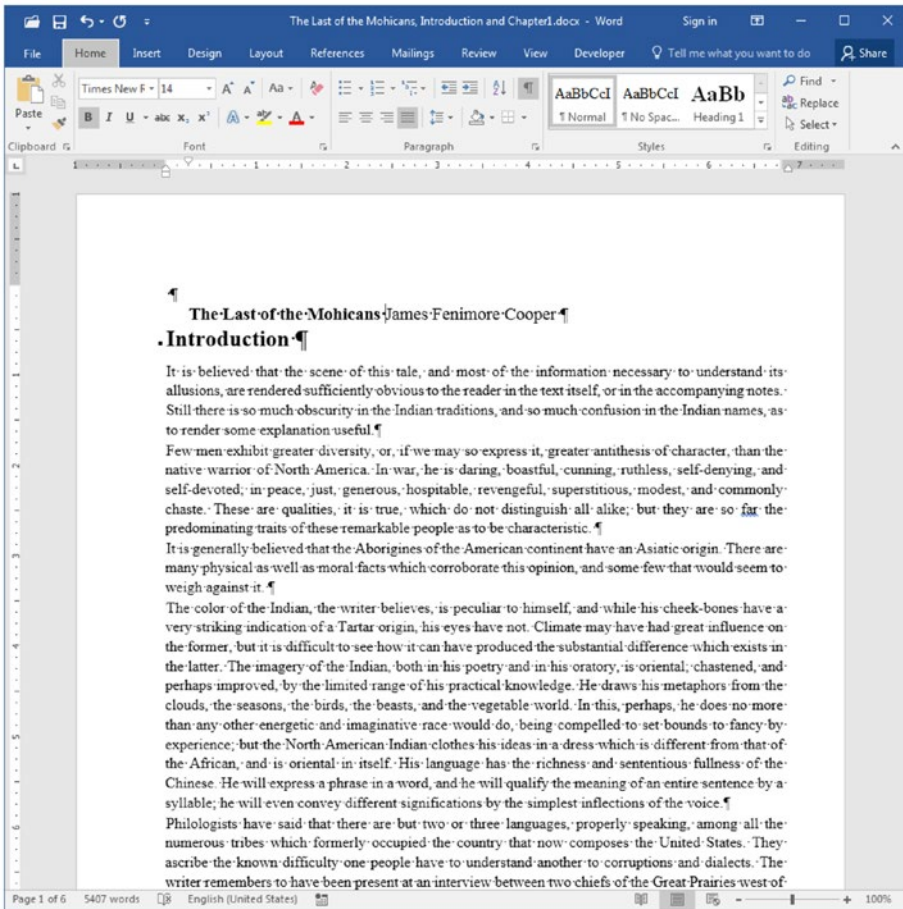 The Last of the Mohicans, Introduction and Chapter1.docx - Word Sign in
File Home Insert Design Layout References Mailings Review View Developer Tell me what you want to do Share
Paste
Times New R 14
Find
Replace
Select
AaBbCcI AaBbCcI AaBb
¶ Normal ¶ No Spac... Heading 1
Clipboard Font Paragraph Styles Editing
¶
The·Last·of·the·Mohicans·James·Fenimore·Cooper·¶
Introduction·¶
It·is·believed·that·the·scene·of·this·tale,·and·most·of·the·information·necessary·to·understand·its·
allusions,·are·rendered·sufficiently·obvious·to·the·reader·in·the·text·itself,·or·in·the·accompanying·notes.·
Still·there·is·so·much·obscurity·in·the·Indian·traditions,·and·so·much·confusion·in·the·Indian·names,·as·
to·render·some·explanation·useful.¶
Few·men·exhibit·greater·diversity,·or,·if·we·may·so·express·it,·greater·antithesis·of·character,·than·the·
native·warrior·of·North·America.·In·war,·he·is·daring,·boastful,·cunning,·ruthless,·self-denying,·and·
self-devoted;·in·peace,·just,·generous,·hospitable,·revengeful,·superstitious,·modest,·and·commonly·
chaste.·These·are·qualities,·it·is·true,·which·do·not·distinguish·all·alike;·but·they·are·so·far·the·
predominating·traits·of·these·remarkable·people·as·to·be·characteristic.·¶
It·is·generally·believed·that·the·Aborigines·of·the·American·continent·have·an·Asiatic·origin.·There·are·
many·physical·as·well·as·moral·facts·which·corroborate·this·opinion,·and·some·few·that·would·seem·to·
weigh·against·it.·¶
The·color·of·the·Indian,·the·writer·believes,·is·peculiar·to·himself,·and·while·his·cheek-bones·have·a·
very·striking·indication·of·a·Tartar·origin,·his·eyes·have·not.·Climate·may·have·had·great·influence·on·
the·former,·but·it·is·difficult·to·see·how·it·can·have·produced·the·substantial·difference·which·exists·in·
the·latter.·The·imagery·of·the·Indian,·both·in·his·poetry·and·in·his·oratory,·is·oriental;·chastened,·and·
perhaps·improved,·by·the·limited·range·of·his·practical·knowledge.·He·draws·his·metaphors·from·the·
clouds,·the·seasons,·the·birds,·the·beasts,·and·the·vegetable·world.·In·this,·perhaps,·he·does·no·more·
than·any·other·energetic·and·imaginative·race·would·do,·being·compelled·to·set·bounds·to·fancy·by·
experience;·but·the·North·American·Indian·clothes·his·ideas·in·a·dress·which·is·different·from·that·of·
the·African,·and·is·oriental·in·itself.·His·language·has·the·richness·and·sententious·fullness·of·the·
Chinese.·He·will·express·a·phrase·in·a·word,·and·he·will·qualify·the·meaning·of·an·entire·sentence·by·a·
syllable;·he·will·even·convey·different·significations·by·the·simplest·inflections·of·the·voice.¶
Philologists·have·said·that·there·are·but·two·or·three·languages,·properly·speaking,·among·all·the·
numerous·tribes·which·formerly·occupied·the·country·that·now·composes·the·United·States.·They·
ascribe·the·known·difficulty·one·people·have·to·understand·another·to·corruptions·and·dialects.·The·
writer·remembers·to·have·been·present·at·an·interview·between·two·chiefs·of·the·Great·Prairies·west·of·
Page 1 of 6 5407 words English (United States) 100%